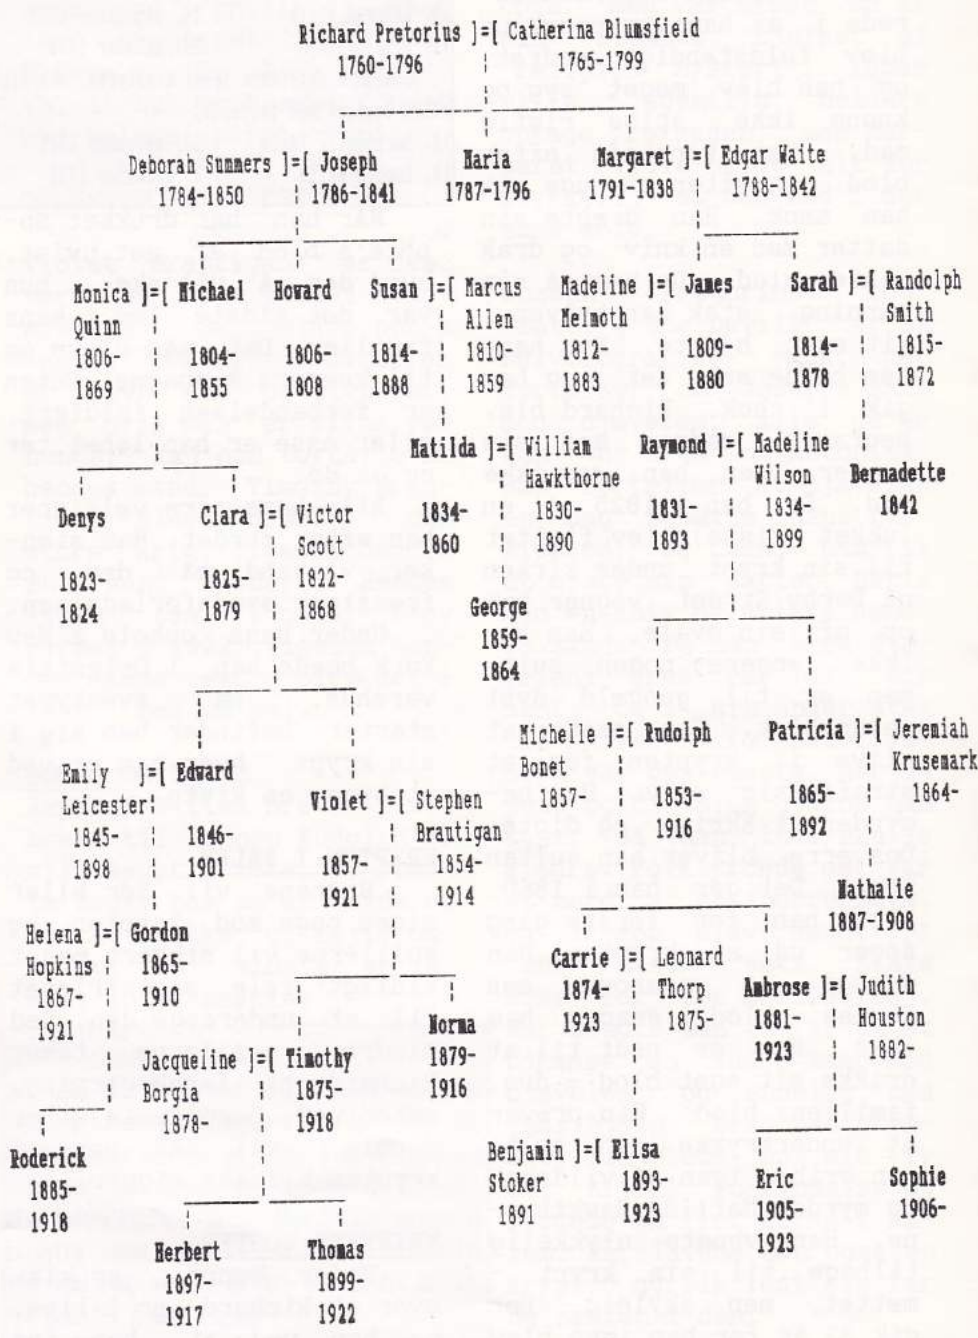 Richard Pretorius ]=[ Catherina Blumsfield
1760-1796 1765-1799
Deborah Summers ]=[ Joseph Maria Margaret ]=[ Edgar Waite
1784-1850 1786-1841 1787-1796 1791-1838 1788-1842
Monica ]=[ Michael Howard Susan ]=[ Marcus Madeline ]=[ James Sarah ]=[ Randolph
Quinn Allen Melmoth Smith
1806- 1804- 1806- 1814- 1810- 1812- 1809- 1814- 1815-
1869 1855 1808 1888 1859 1883 1880 1878 1872
Matilda ]=[ William Raymond ]=[ Madeline
Hawkthorne Wilson Bernadette
Denys Clara ]=[ Victor 1834- 1830- 1831- 1834- 1842
Scott 1860 1890 1893 1899
1823- 1825- 1822-
1824 1879 1868
George
1859-
1864
Michelle ]=[ Rudolph Patricia ]=[ Jeremiah
Bonet Krusemark
Emily ]=[ Edward 1857- 1853- 1865- 1864-
Leicester Violet ]=[ Stephen 1916 1892
1845- 1846- Brautigan
1898 1901 1857- 1854-
1921 1914
Nathalie
1887-1908
Helena ]=[ Gordon
Hopkins 1865- Carrie ]=[ Leonard
1867- 1910 1874- Thorp Ambrose ]=[ Judith
1921 Norma 1923 1875- 1881- Houston
Jacqueline ]=[ Timothy 1879- 1923 1882-
Borgia 1875- 1916
1878- 1918
Roderick Benjamin ]=[ Elisa
1885- Stoker 1893- Eric Sophie
1918 1891 1923 1905- 1906-
Herbert Thomas 1923
1897- 1899-
1917 1922